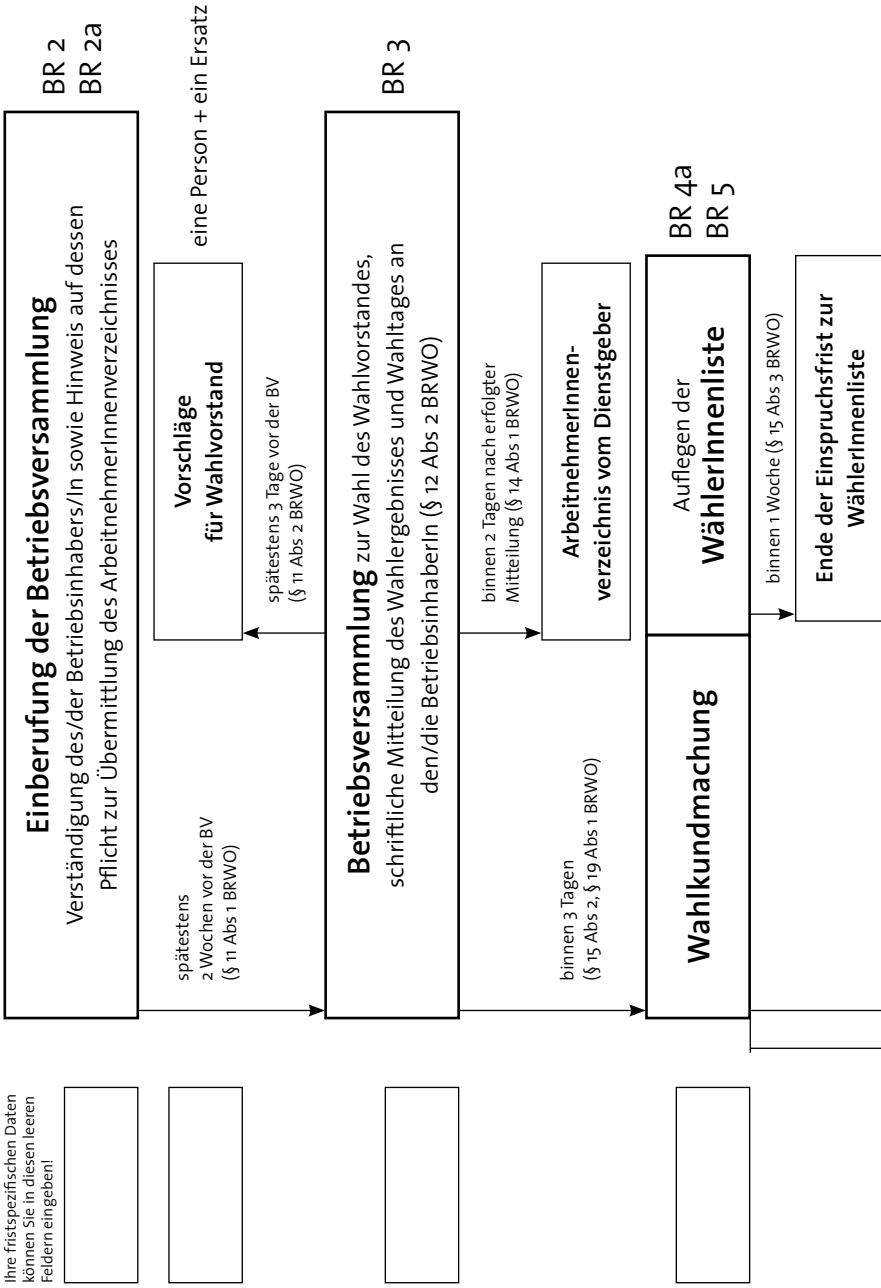 Ihre fristspezifischen Daten
können Sie in diesen leeren
Feldern eingeben!
Einberufung der Betriebsversammlung
Verständigung des/der Betriebsinhabers/In sowie Hinweis auf dessen
Pflicht zur Übermittlung des ArbeitnehmerInnenverzeichnisses
BR 2
BR 2a
spätestens
2 Wochen vor der BV
(§ 11 Abs 1 BRWO)
Vorschläge
für Wahlvorstand
eine Person + ein Ersatz
spätestens 3 Tage vor der BV
(§ 11 Abs 2 BRWO)
Betriebsversammlung zur Wahl des Wahlvorstandes,
schriftliche Mitteilung des Wahlergebnisses und Wahltages an
den/die BetriebsinhaberIn (§ 12 Abs 2 BRWO)
BR 3
binnen 3 Tagen
(§ 15 Abs 2, § 19 Abs 1 BRWO)
binnen 2 Tagen nach erfolgter
Mitteilung (§ 14 Abs 1 BRWO)
ArbeitnehmerInnen-
verzeichnis vom Dienstgeber
Wahlkundmachung
Auflegen der
WählerInnenliste
BR 4a
BR 5
binnen 1 Woche (§ 15 Abs 3 BRWO)
Ende der Einspruchsfrist zur
WählerInnenliste